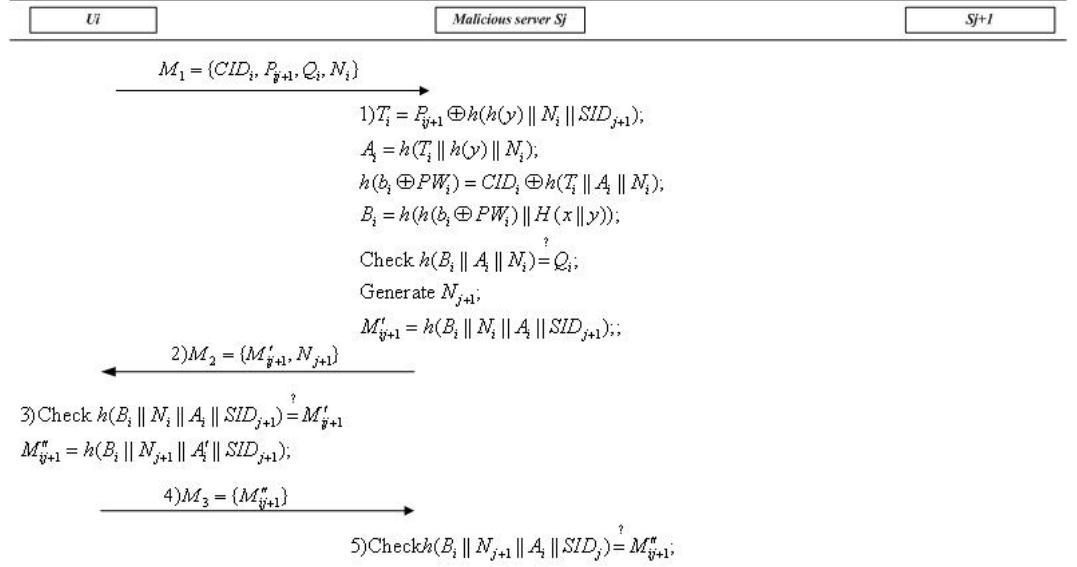 Ui Malicious server Sj Sj+1
M₁ = {CIDᵢ, Pᵢⱼ₊₁, Qᵢ, Nᵢ}
1)Tᵢ = Pᵢⱼ₊₁ ⊕ h(h(y) || Nᵢ || SIDⱼ₊₁);
Aᵢ = h(Tᵢ || h(y) || Nᵢ);
h(bᵢ ⊕ PWᵢ) = CIDᵢ ⊕ h(Tᵢ || Aᵢ || Nᵢ);
Bᵢ = h(h(bᵢ ⊕ PWᵢ) || H(x || y));
Check h(Bᵢ || Aᵢ || Nᵢ) ≟ Qᵢ;
Generate Nⱼ₊₁;
M′ᵢⱼ₊₁ = h(Bᵢ || Nᵢ || Aᵢ || SIDⱼ₊₁);;
2)M₂ = {M′ᵢⱼ₊₁, Nⱼ₊₁}
3)Check h(Bᵢ || Nᵢ || Aᵢ || SIDⱼ₊₁) ≟ M′ᵢⱼ₊₁
M″ᵢⱼ₊₁ = h(Bᵢ || Nⱼ₊₁ || A′ᵢ || SIDⱼ₊₁);
4)M₃ = {M″ᵢⱼ₊₁}
5)Checkh(Bᵢ || Nⱼ₊₁ || Aᵢ || SIDⱼ) ≟ M″ᵢⱼ₊₁;